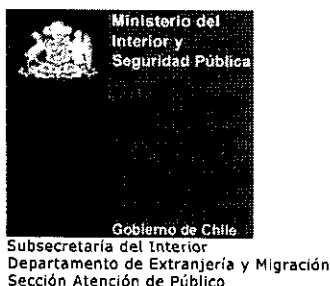 Ministerio del
Interior y
Seguridad Pública
Gobierno de Chile
Subsecretaría del Interior
Departamento de Extranjería y Migración
Sección Atención de Público